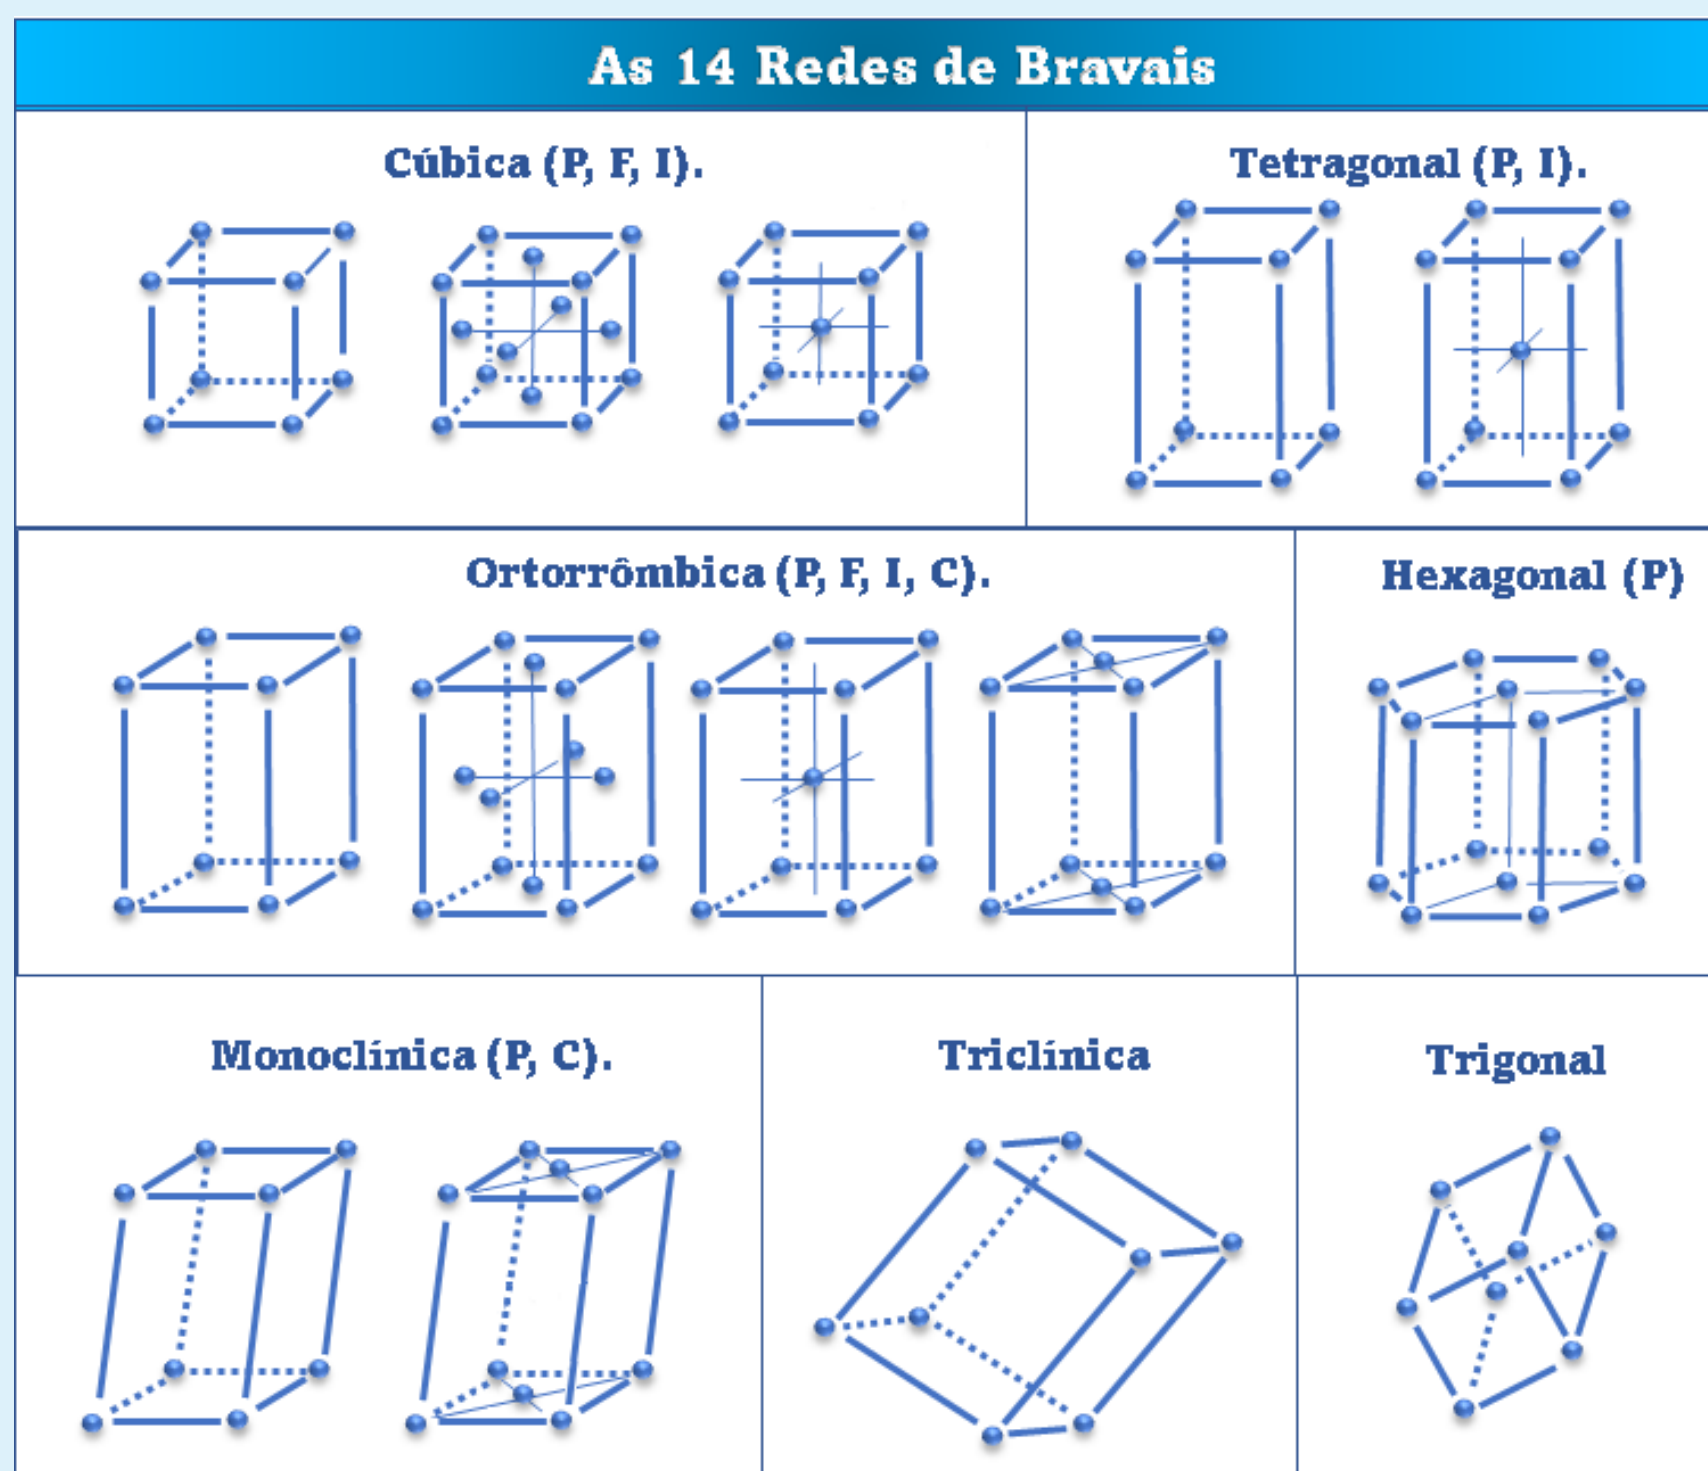 As 14 Redes de Bravais
Cúbica (P, F, I).
Tetragonal (P, I).
Ortorrômbica (P, F, I, C).
Hexagonal (P)
Monoclínica (P, C).
Triclínica
Trigonal